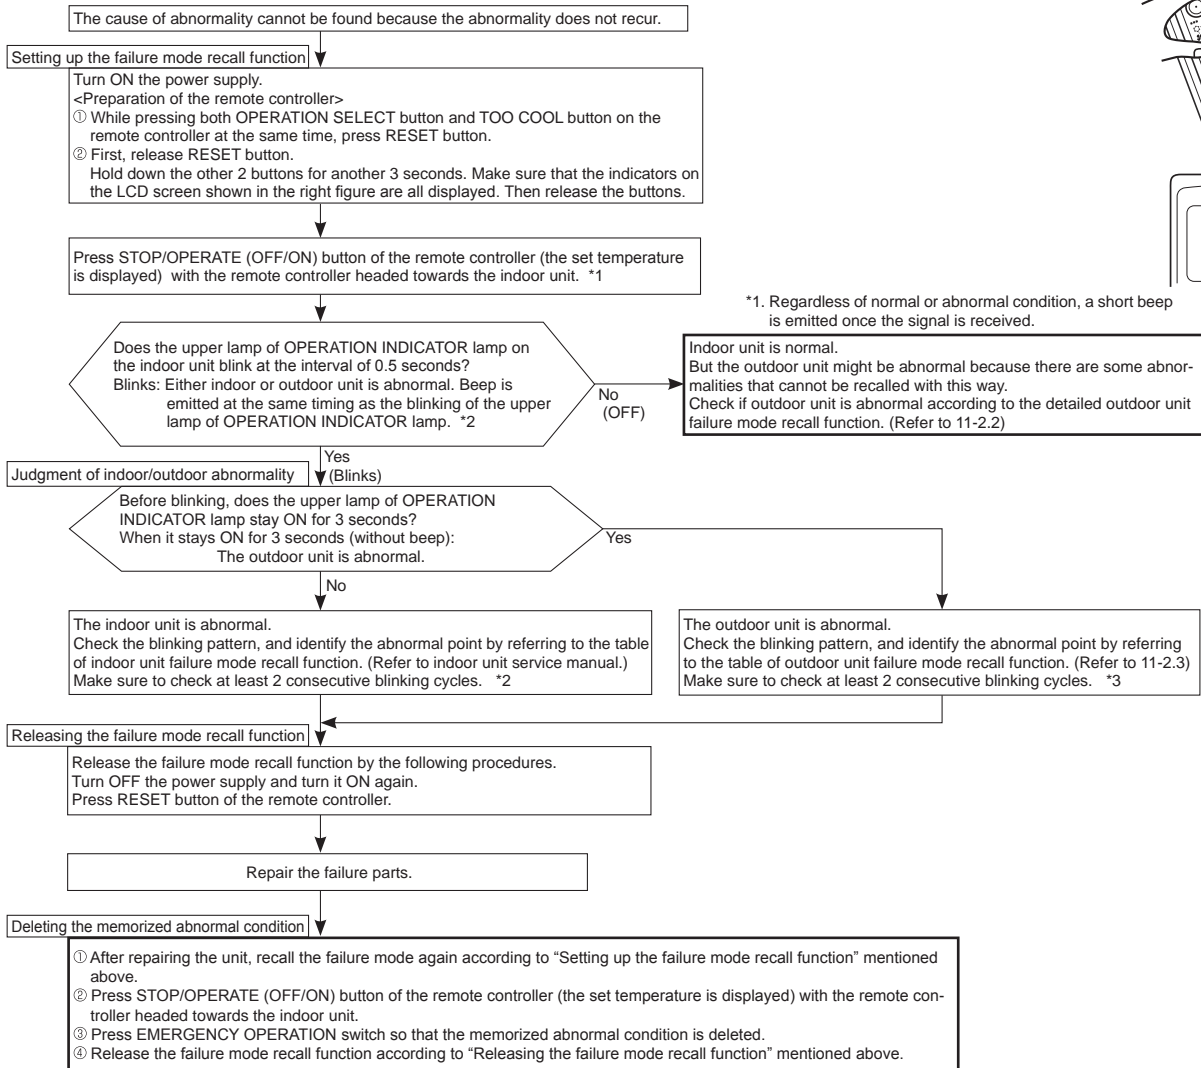 The cause of abnormality cannot be found because the abnormality does not recur.
Setting up the failure mode recall function
Turn ON the power supply.
<Preparation of the remote controller>
① While pressing both OPERATION SELECT button and TOO COOL button on the
remote controller at the same time, press RESET button.
② First, release RESET button.
Hold down the other 2 buttons for another 3 seconds. Make sure that the indicators on
the LCD screen shown in the right figure are all displayed. Then release the buttons.
Press STOP/OPERATE (OFF/ON) button of the remote controller (the set temperature
is displayed) with the remote controller headed towards the indoor unit. *1
*1. Regardless of normal or abnormal condition, a short beep
is emitted once the signal is received.
Does the upper lamp of OPERATION INDICATOR lamp on
the indoor unit blink at the interval of 0.5 seconds?
Blinks: Either indoor or outdoor unit is abnormal. Beep is
emitted at the same timing as the blinking of the upper
lamp of OPERATION INDICATOR lamp. *2
No
(OFF)
Indoor unit is normal.
But the outdoor unit might be abnormal because there are some abnor-
malities that cannot be recalled with this way.
Check if outdoor unit is abnormal according to the detailed outdoor unit
failure mode recall function. (Refer to 11-2.2)
Yes
(Blinks)
Judgment of indoor/outdoor abnormality
Before blinking, does the upper lamp of OPERATION
INDICATOR lamp stay ON for 3 seconds?
When it stays ON for 3 seconds (without beep):
The outdoor unit is abnormal.
Yes
No
The indoor unit is abnormal.
Check the blinking pattern, and identify the abnormal point by referring to the table
of indoor unit failure mode recall function. (Refer to indoor unit service manual.)
Make sure to check at least 2 consecutive blinking cycles. *2
The outdoor unit is abnormal.
Check the blinking pattern, and identify the abnormal point by referring
to the table of outdoor unit failure mode recall function. (Refer to 11-2.3)
Make sure to check at least 2 consecutive blinking cycles. *3
Releasing the failure mode recall function
Release the failure mode recall function by the following procedures.
Turn OFF the power supply and turn it ON again.
Press RESET button of the remote controller.
Repair the failure parts.
Deleting the memorized abnormal condition
① After repairing the unit, recall the failure mode again according to “Setting up the failure mode recall function” mentioned
above.
② Press STOP/OPERATE (OFF/ON) button of the remote controller (the set temperature is displayed) with the remote con-
troller headed towards the indoor unit.
③ Press EMERGENCY OPERATION switch so that the memorized abnormal condition is deleted.
④ Release the failure mode recall function according to “Releasing the failure mode recall function” mentioned above.